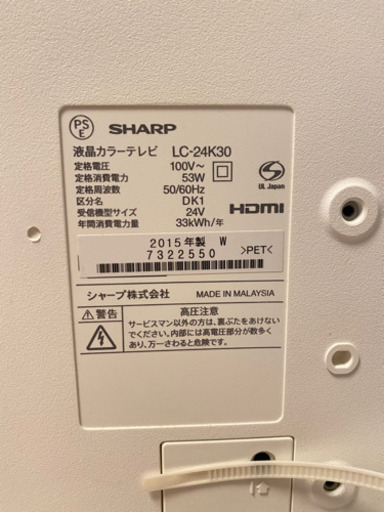 PS E SHARP
液晶カラーテレビ LC-24K30
定格電圧 100V~
定格消費電力 53W
定格周波数 50/60Hz
区分名 DK1
受信機型サイズ 24V
年間消費電力量 33kWh/年
UL Japan
HDMI
2015年製 W
7322550 >PET<
シャープ株式会社 MADE IN MALAYSIA
警告 高圧注意
サービスマン以外の方は、裏ぶたをあけない
でください。内部には高電圧部分が数多く
あり、万一さわると危険です。